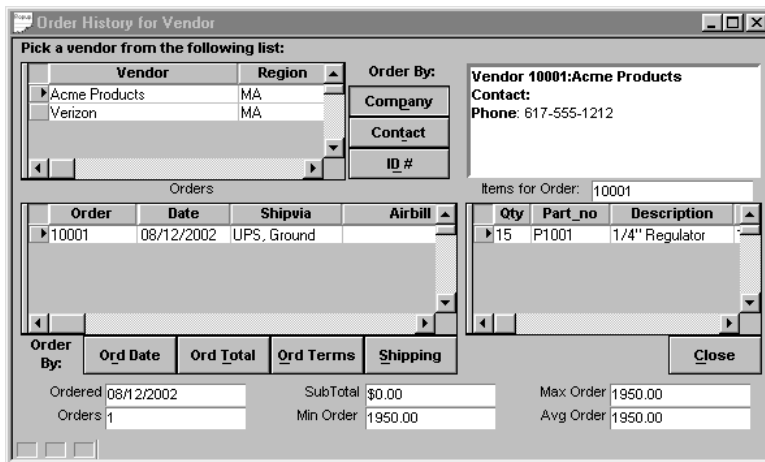 Order History for Vendor
Pick a vendor from the following list:
Vendor Region
Acme Products MA
Verizon MA
Order By:
Company
Contact
ID #
Vendor 10001:Acme Products
Contact:
Phone: 617-555-1212
Orders
Items for Order: 10001
Order Date Shipvia Airbill
10001 08/12/2002 UPS, Ground
Qty Part_no Description
15 P1001 1/4" Regulator
Order By:
Ord Date Ord Total Ord Terms Shipping
Close
Ordered 08/12/2002 SubTotal $0.00 Max Order 1950.00
Orders 1 Min Order 1950.00 Avg Order 1950.00